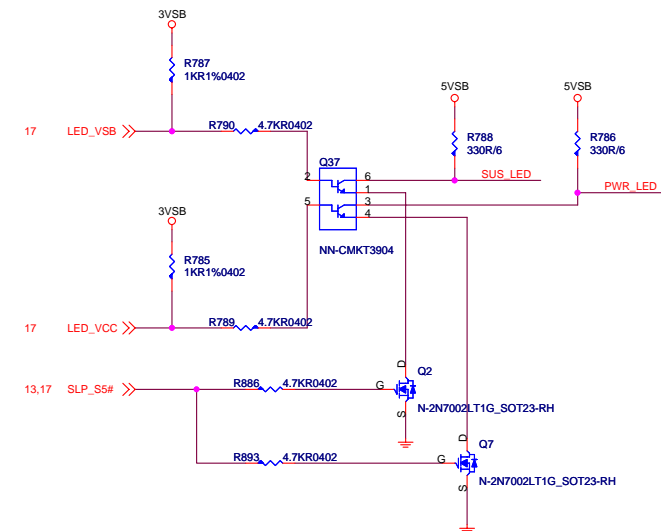 3VSB
R787
1KR1%0402
17 LED_VSB
R790 4.7KR0402
5VSB
5VSB
R788
330R/6
R786
330R/6
Q37
2
6
SUS_LED
1
PWR_LED
5
3
4
3VSB
NN-CMKT3904
R785
1KR1%0402
17 LED_VCC
R789 4.7KR0402
D
Q2
13,17 SLP_S5#
R886 4.7KR0402
G
N-2N7002LT1G_SOT23-RH
S
D
Q7
R893 4.7KR0402
G
N-2N7002LT1G_SOT23-RH
S